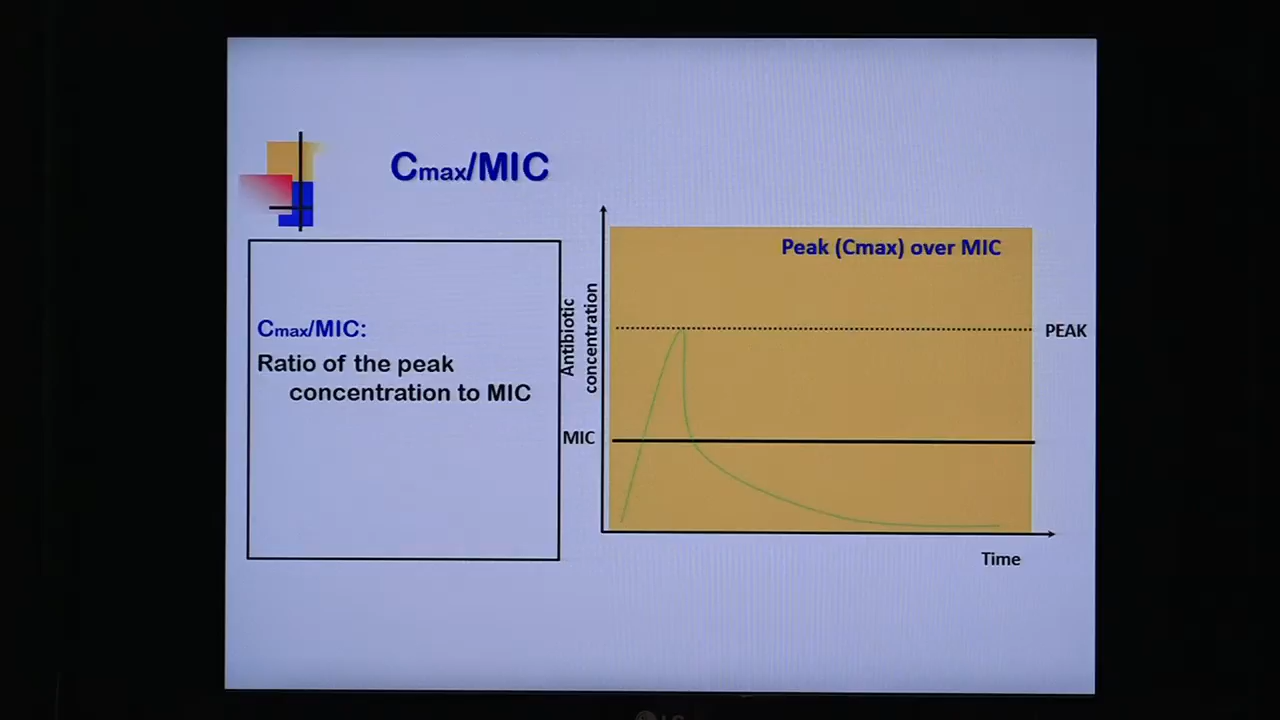 Cmax/MIC
Cmax/MIC:
Ratio of the peak
concentration to MIC
Antibiotic
concentration
Peak (Cmax) over MIC
PEAK
MIC
Time
LG